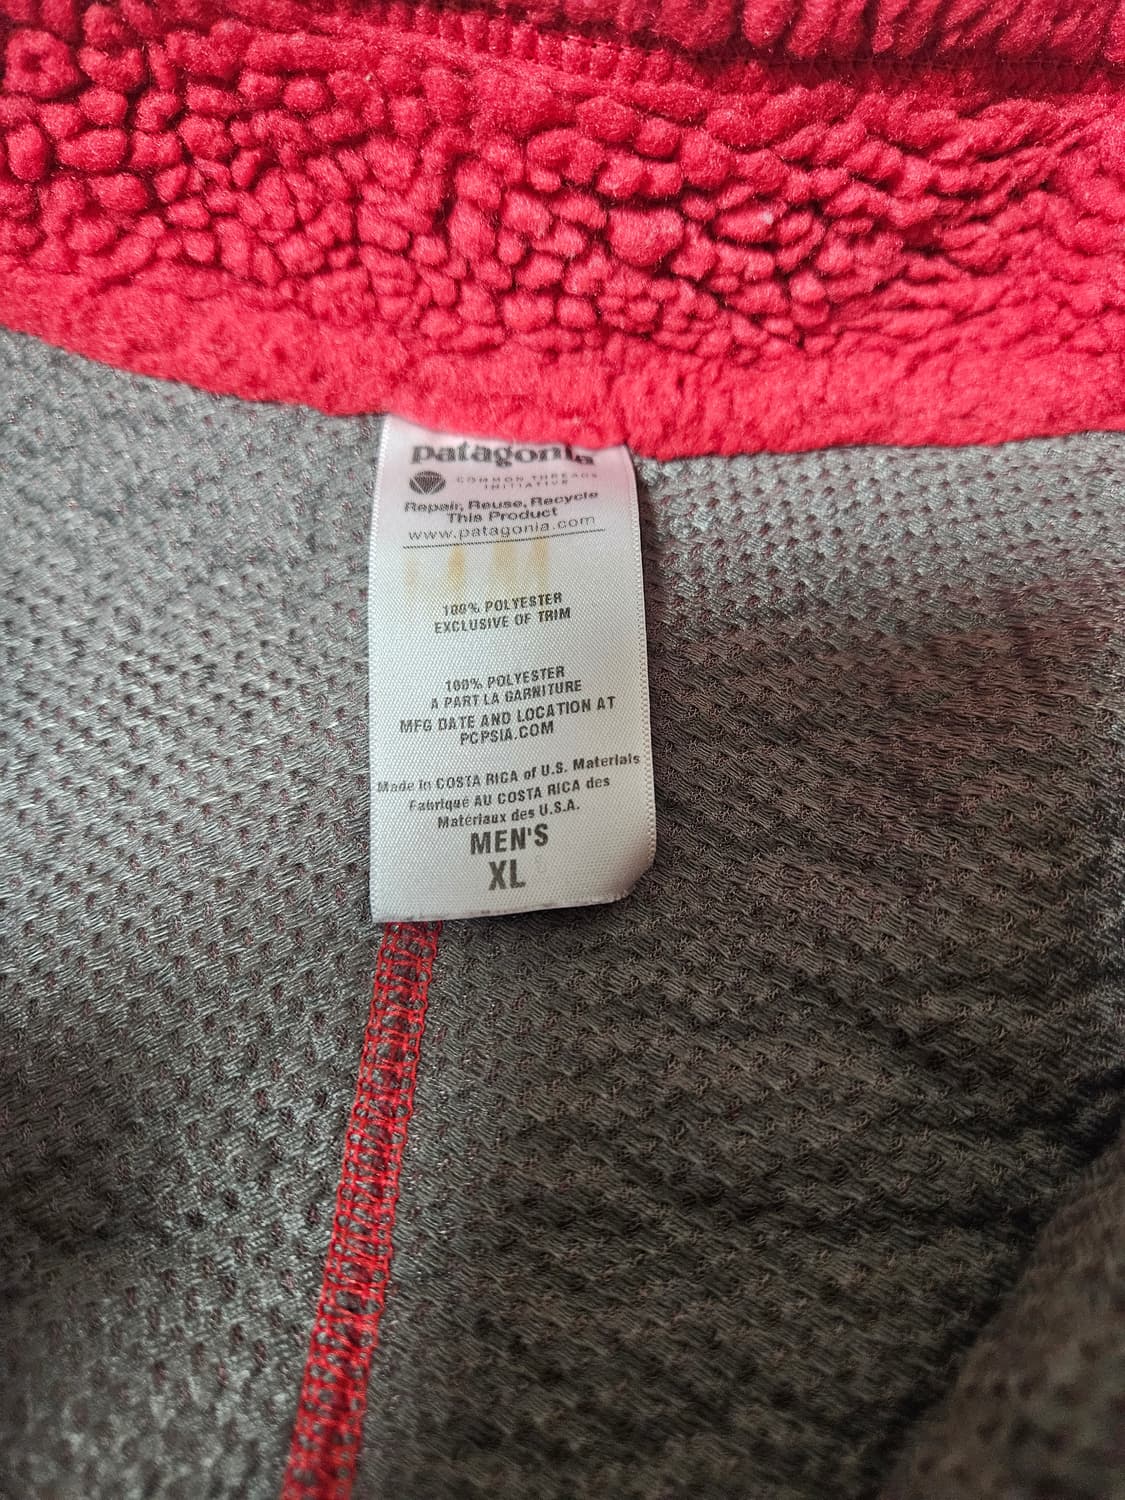 patagonia
COMMON THREADS
INITIATIVE
Repair, Reuse, Recycle
This Product
www.patagonia.com
100% POLYESTER
EXCLUSIVE OF TRIM
100% POLYESTER
A PART LA GARNITURE
MFG DATE AND LOCATION AT
PCPSIA.COM
Made in COSTA RICA of U.S. Materials
Fabriqué AU COSTA RICA des
Matériaux des U.S.A.
MEN'S
XL